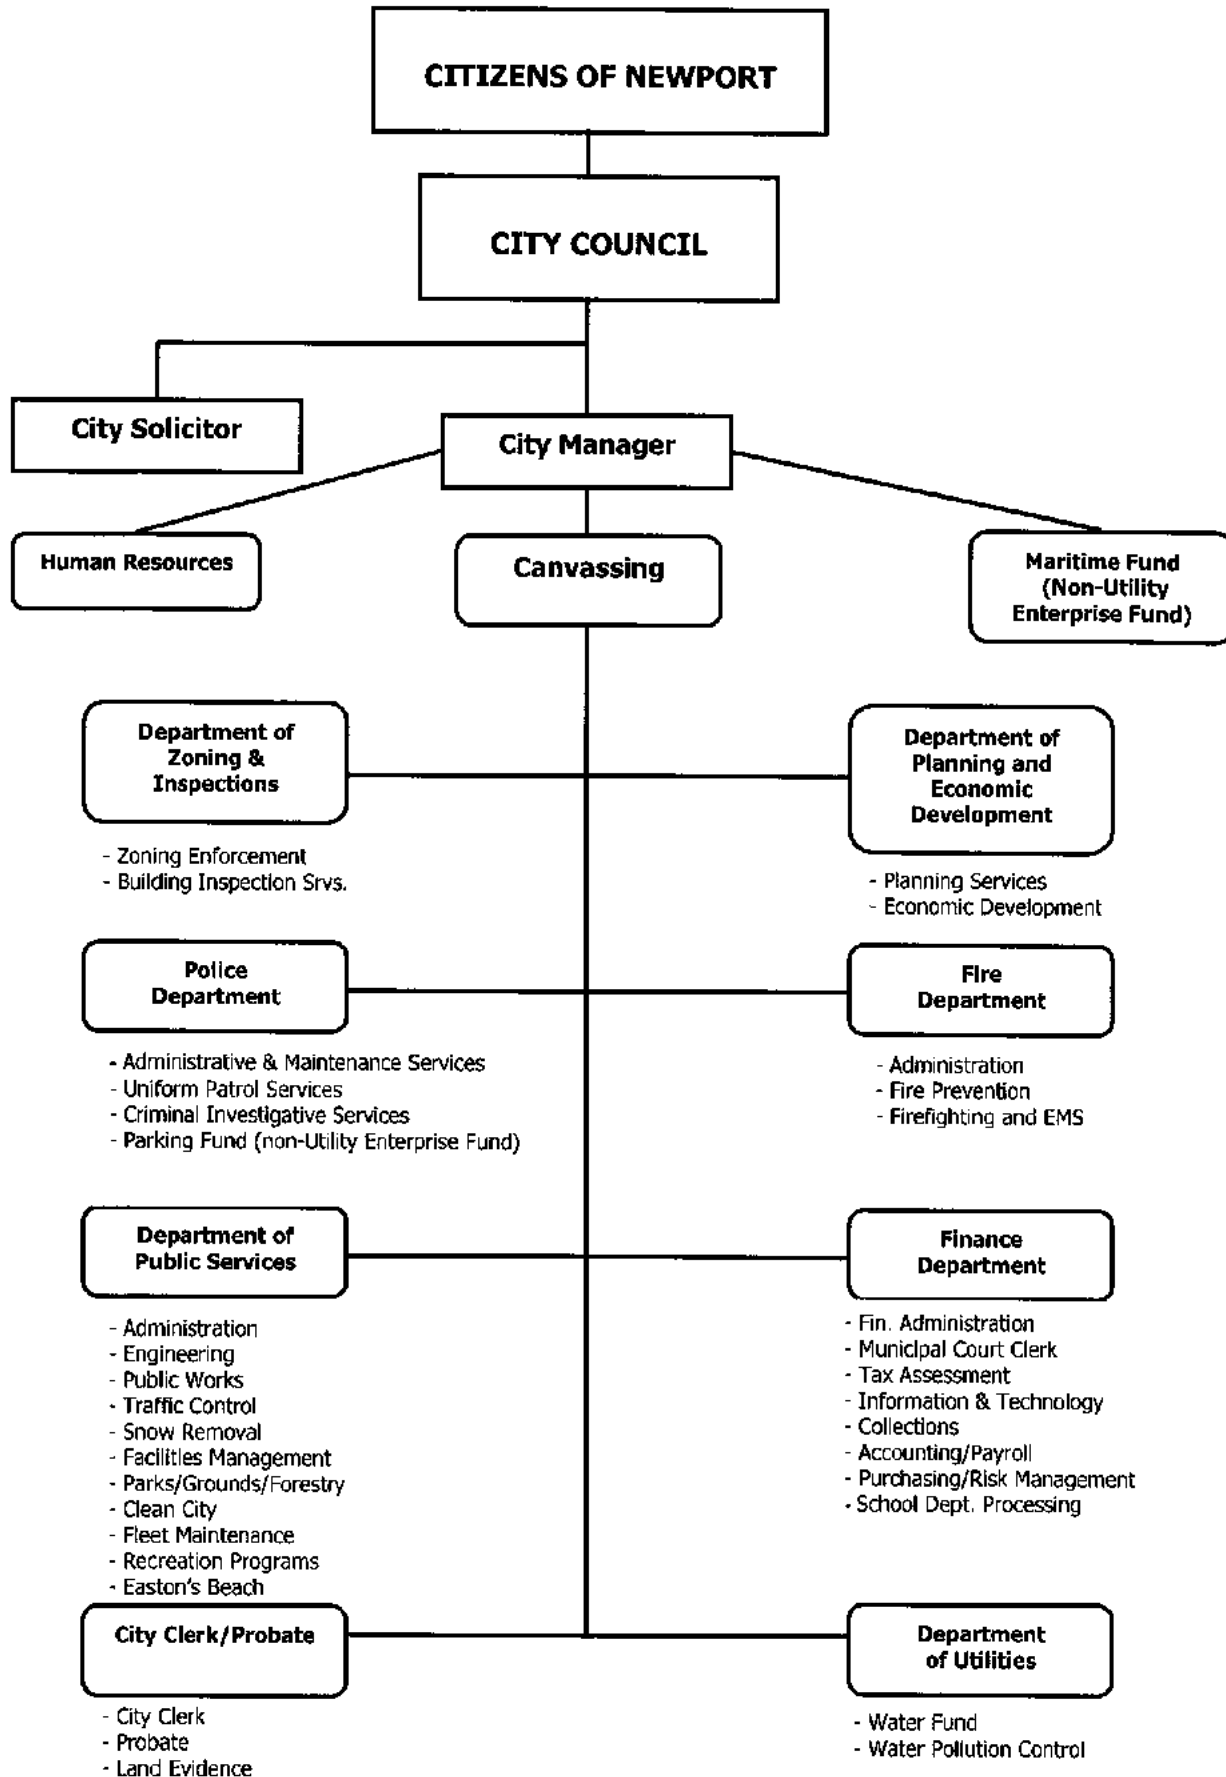 CITIZENS OF NEWPORT
CITY COUNCIL
City Solicitor
City Manager
Human Resources
Canvassing
Maritime Fund
(Non-Utility
Enterprise Fund)
Department of
Zoning &
Inspections
- Zoning Enforcement
- Building Inspection Srvs.
Department of
Planning and
Economic
Development
- Planning Services
- Economic Development
Police
Department
- Administrative & Maintenance Services
- Uniform Patrol Services
- Criminal Investigative Services
- Parking Fund (non-Utility Enterprise Fund)
Fire
Department
- Administration
- Fire Prevention
- Firefighting and EMS
Department of
Public Services
- Administration
- Engineering
- Public Works
- Traffic Control
- Snow Removal
- Facilities Management
- Parks/Grounds/Forestry
- Clean City
- Fleet Maintenance
- Recreation Programs
- Easton's Beach
Finance
Department
- Fin. Administration
- Municipal Court Clerk
- Tax Assessment
- Information & Technology
- Collections
- Accounting/Payroll
- Purchasing/Risk Management
- School Dept. Processing
City Clerk/Probate
- City Clerk
- Probate
- Land Evidence
Department
of Utilities
- Water Fund
- Water Pollution Control